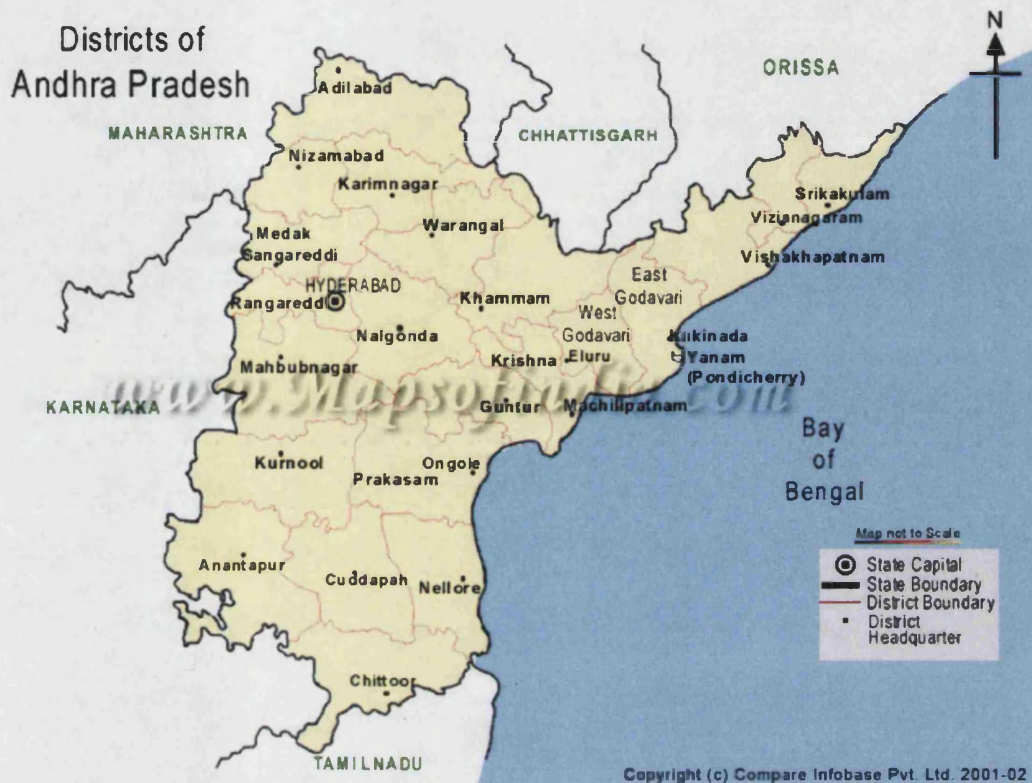 Districts of
Andhra Pradesh
N
ORISSA
MAHARASHTRA
CHHATTISGARH
Adilabad
Nizamabad
Karimnagar
Srikakulam
Vizianagaram
Warangal
Medak
Sangareddi
Vishakhapatnam
East
Godavari
HYDERABAD
Rangaredd
Khammam
West
Godavari
Nalgonda
Kakinada
Krishna
Eluru
Yanam
(Pondicherry)
Mahbubnagar
www.Mapsofindia.com
KARNATAKA
Guntur
Machilipatnam
Bay
of
Bengal
Kurnool
Ongole
Prakasam
Anantapur
Cuddapah
Nellore
Chittoor
TAMILNADU
Map not to Scale
State Capital
State Boundary
District Boundary
District
Headquarter
Copyright (c) Compare Infobase Pvt. Ltd. 2001-02